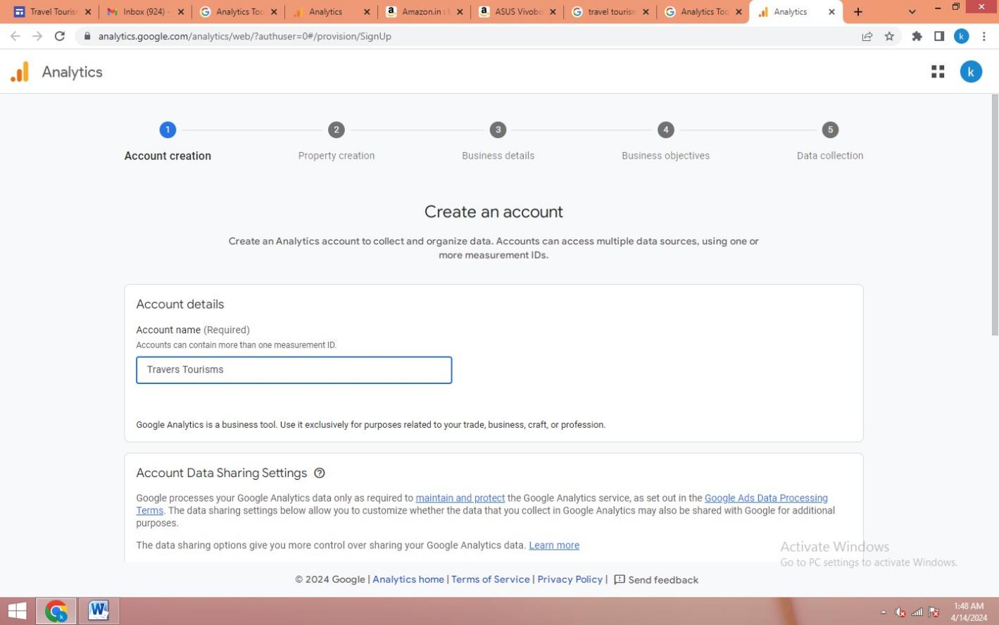 Travel Touris
Inbox (924) -
Analytics Too
Analytics
Amazon.in :
ASUS Vivobo
travel tourism
Analytics Too
Analytics
analytics.google.com/analytics/web/?authuser=0#/provision/SignUp
k
Analytics
k
1
2
3
4
5
Account creation
Property creation
Business details
Business objectives
Data collection
Create an account
Create an Analytics account to collect and organize data. Accounts can access multiple data sources, using one or
more measurement IDs.
Account details
Account name (Required)
Accounts can contain more than one measurement ID.
Travers Tourisms
Google Analytics is a business tool. Use it exclusively for purposes related to your trade, business, craft, or profession.
Account Data Sharing Settings
Google processes your Google Analytics data only as required to maintain and protect the Google Analytics service, as set out in the Google Ads Data Processing
Terms. The data sharing settings below allow you to customize whether the data that you collect in Google Analytics may also be shared with Google for additional
purposes.
The data sharing options give you more control over sharing your Google Analytics data. Learn more
Activate Windows
Go to PC settings to activate Windows.
© 2024 Google | Analytics home | Terms of Service | Privacy Policy | Send feedback
1:48 AM
4/14/2024